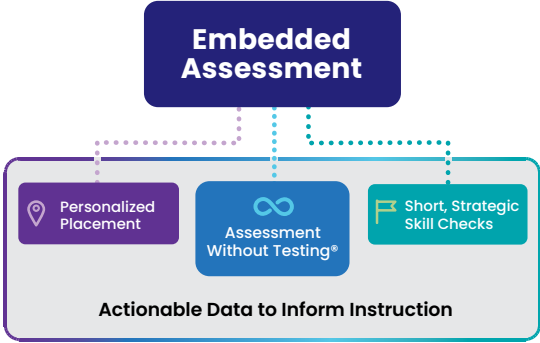 Embedded
Assessment
Personalized
Placement
Assessment
Without Testing®
Short, Strategic
Skill Checks
Actionable Data to Inform Instruction